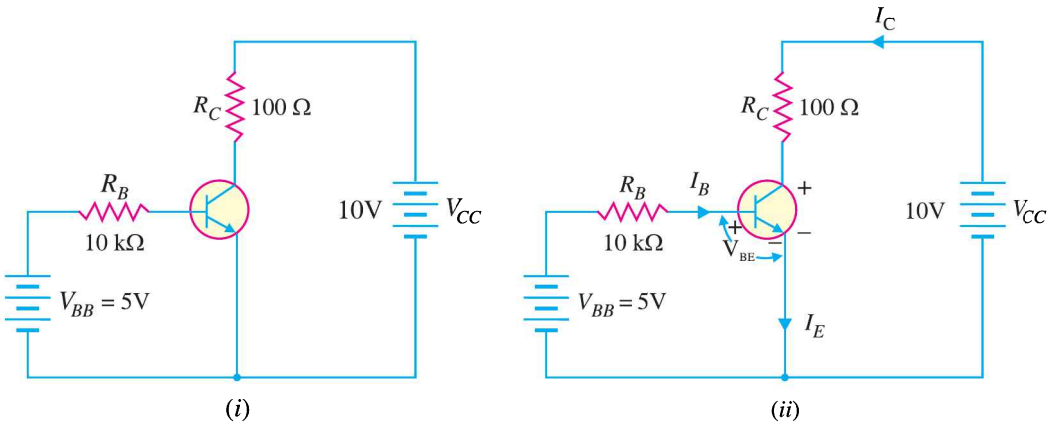 R_C 100 Ω
R_B
10 kΩ
10V V_CC
V_BB = 5V
(i)
I_C
R_C 100 Ω
R_B I_B
10 kΩ
+
+ − −
V_BE
10V V_CC
V_BB = 5V
I_E
(ii)